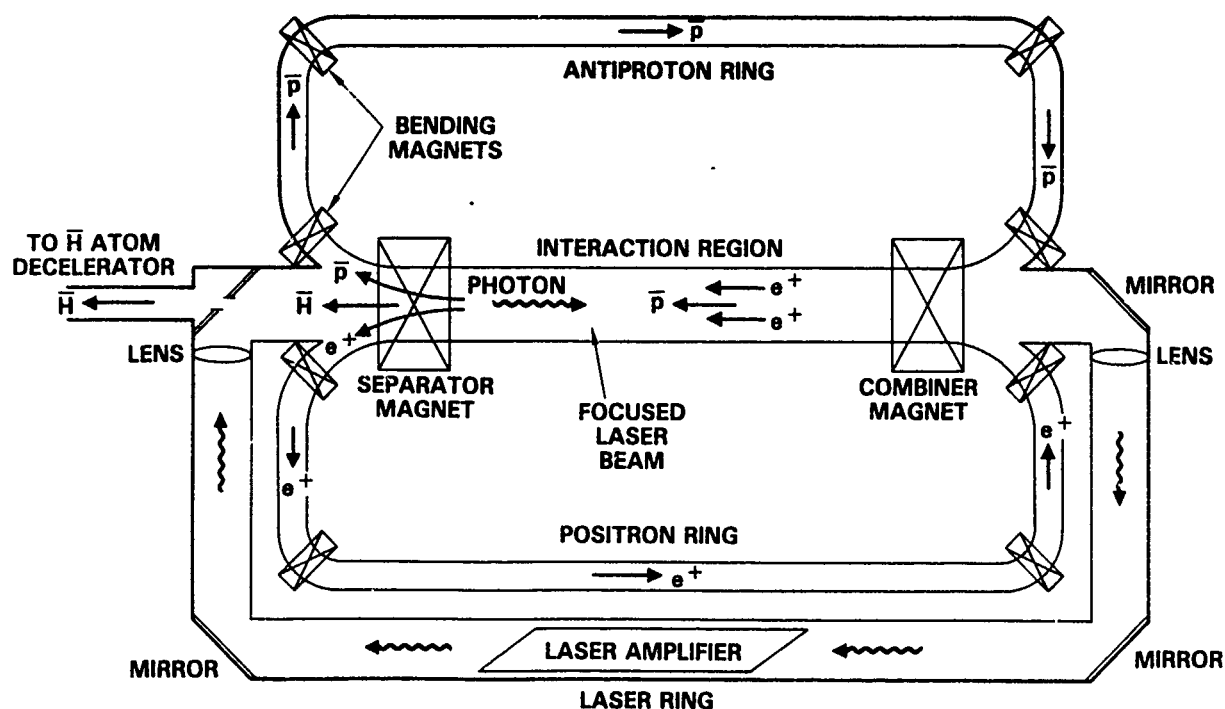 p̅
ANTIPROTON RING
p̅
BENDING
MAGNETS
p̅
TO H̅ ATOM
DECELERATOR
INTERACTION REGION
p̅
PHOTON
e⁺
MIRROR
H̅
H̅
p̅
e⁺
e⁺
LENS
LENS
SEPARATOR
MAGNET
COMBINER
MAGNET
FOCUSED
LASER
BEAM
e⁺
e⁺
POSITRON RING
e⁺
LASER AMPLIFIER
MIRROR
MIRROR
LASER RING